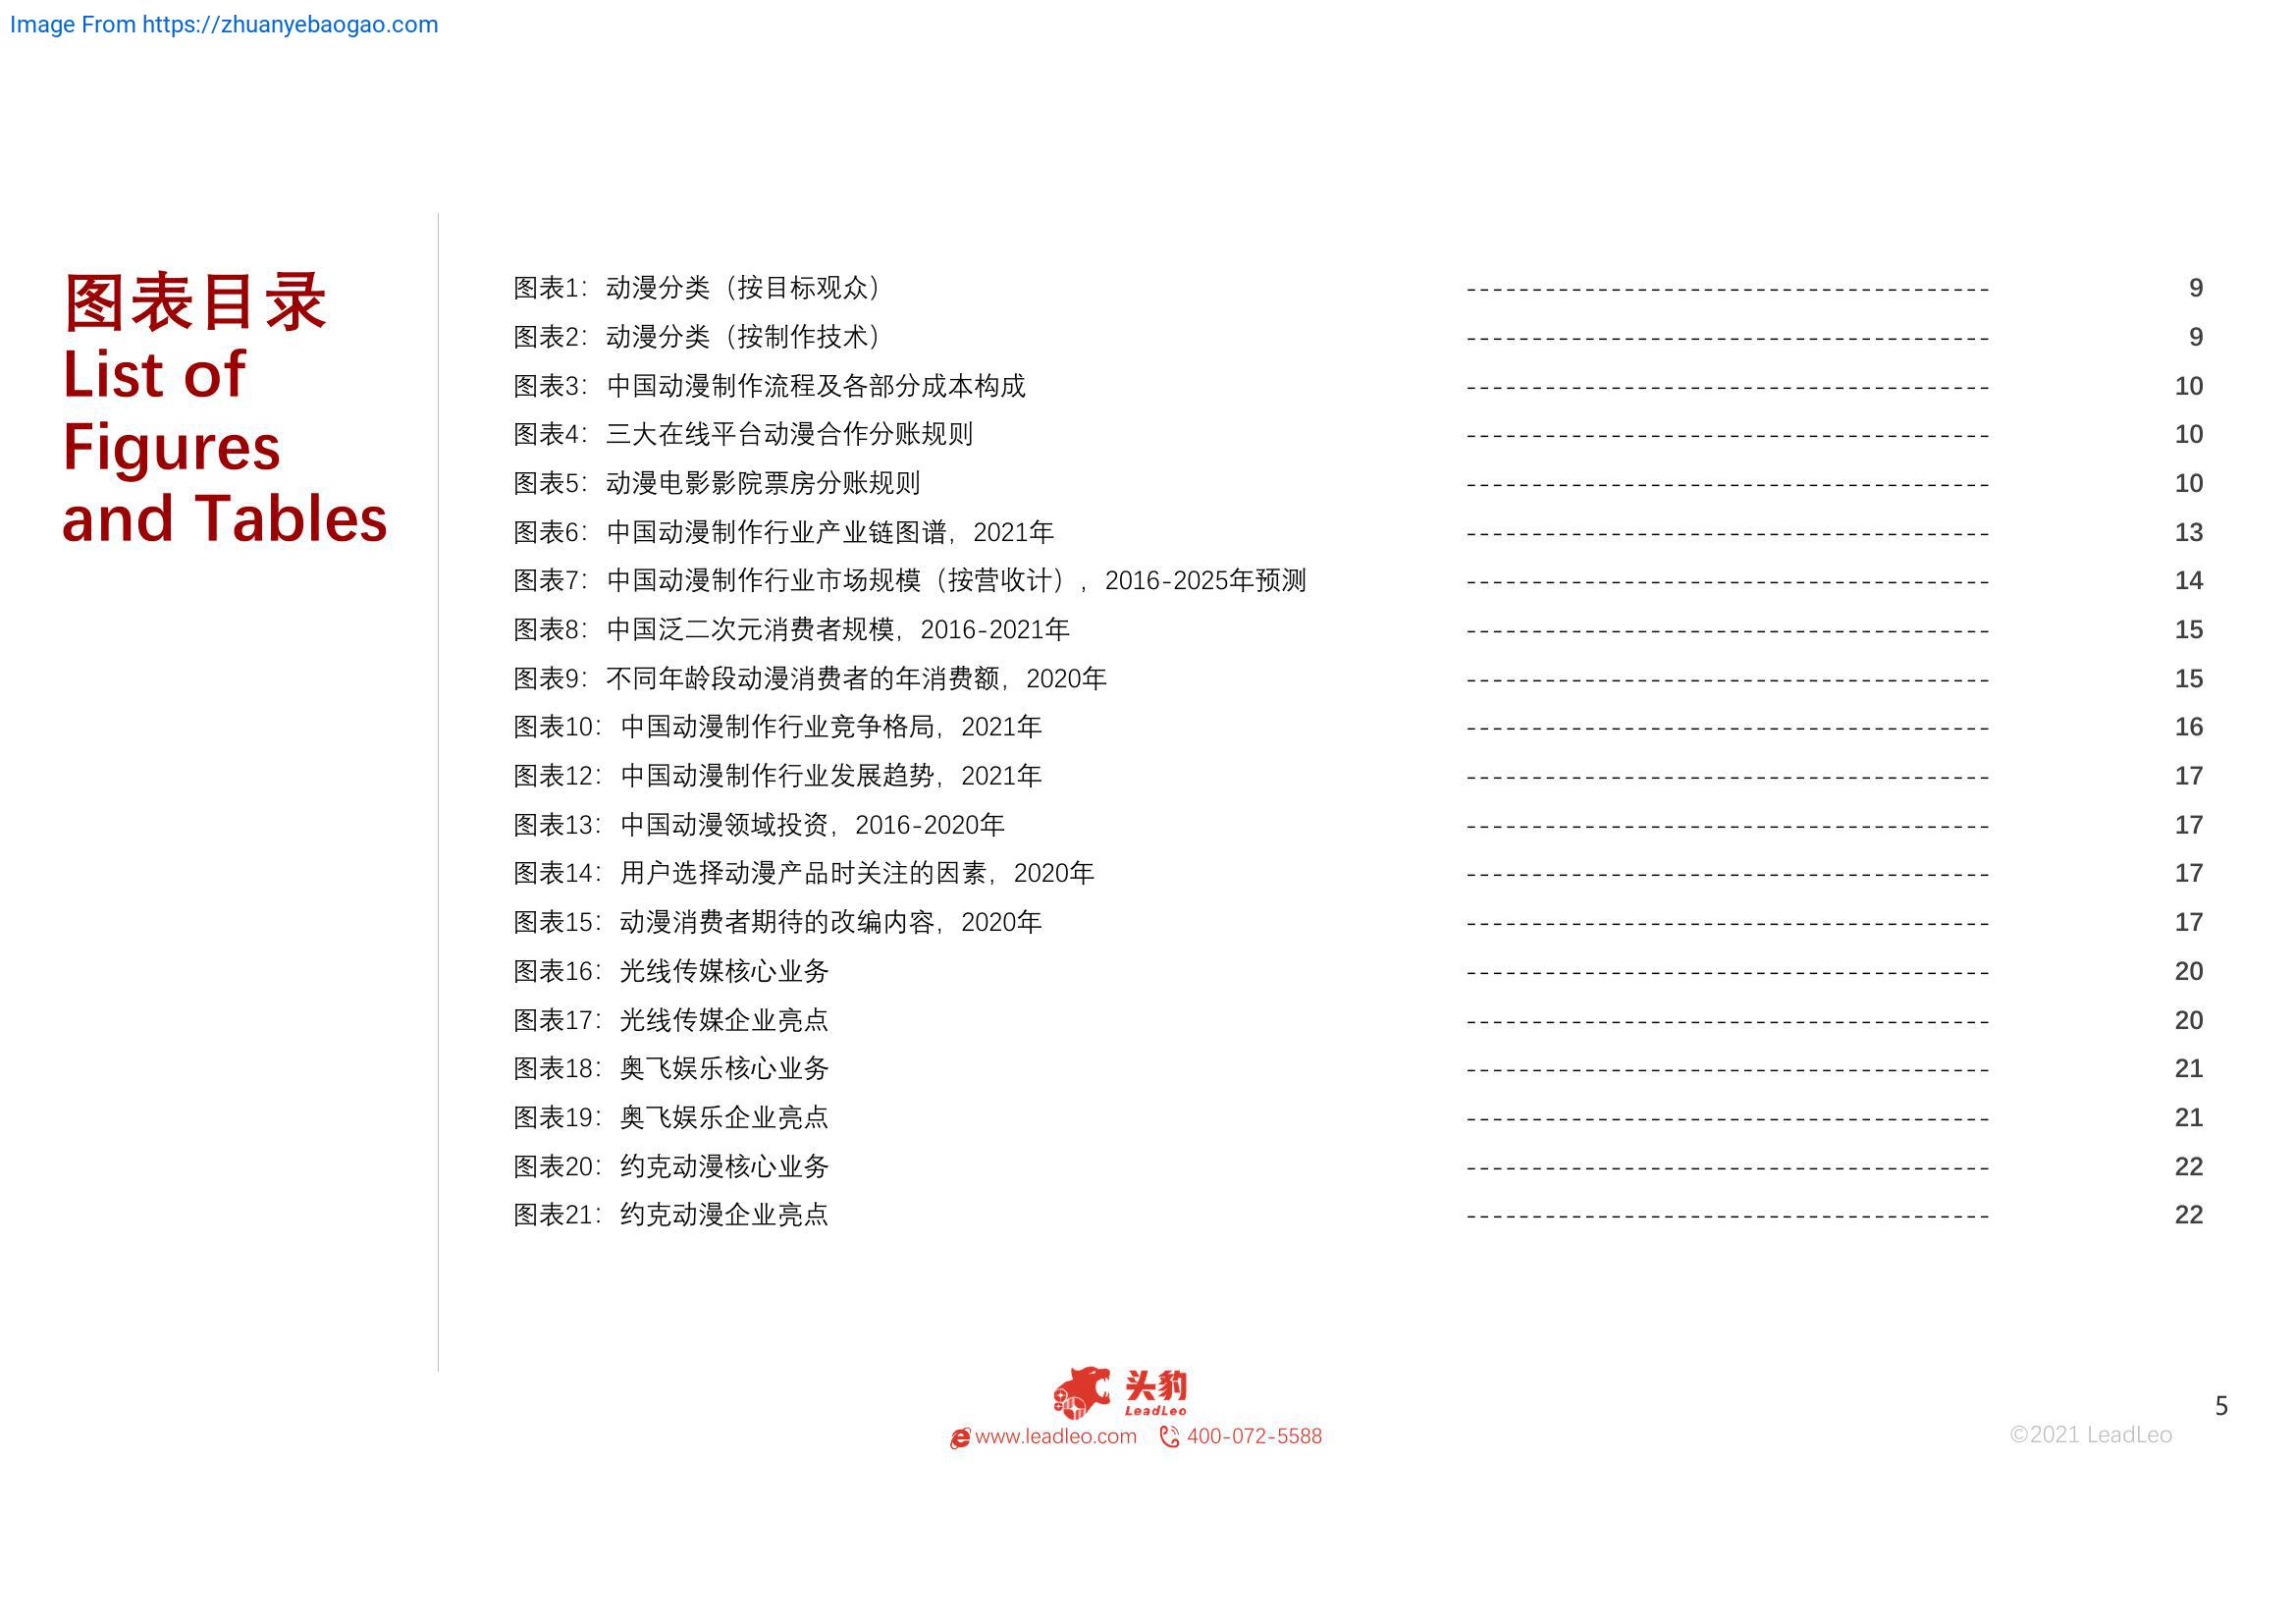 Image From https://zhuanyebaogao.com
图表目录
List of
Figures
and Tables
图表1：动漫分类（按目标观众） ---------------------------------------- 9
图表2：动漫分类（按制作技术） ---------------------------------------- 9
图表3：中国动漫制作流程及各部分成本构成 ---------------------------------------- 10
图表4：三大在线平台动漫合作分账规则 ---------------------------------------- 10
图表5：动漫电影影院票房分账规则 ---------------------------------------- 10
图表6：中国动漫制作行业产业链图谱，2021年 ---------------------------------------- 13
图表7：中国动漫制作行业市场规模（按营收计），2016-2025年预测 ---------------------------------------- 14
图表8：中国泛二次元消费者规模，2016-2021年 ---------------------------------------- 15
图表9：不同年龄段动漫消费者的年消费额，2020年 ---------------------------------------- 15
图表10：中国动漫制作行业竞争格局，2021年 ---------------------------------------- 16
图表12：中国动漫制作行业发展趋势，2021年 ---------------------------------------- 17
图表13：中国动漫领域投资，2016-2020年 ---------------------------------------- 17
图表14：用户选择动漫产品时关注的因素，2020年 ---------------------------------------- 17
图表15：动漫消费者期待的改编内容，2020年 ---------------------------------------- 17
图表16：光线传媒核心业务 ---------------------------------------- 20
图表17：光线传媒企业亮点 ---------------------------------------- 20
图表18：奥飞娱乐核心业务 ---------------------------------------- 21
图表19：奥飞娱乐企业亮点 ---------------------------------------- 21
图表20：约克动漫核心业务 ---------------------------------------- 22
图表21：约克动漫企业亮点 ---------------------------------------- 22
头豹
LeadLeo
www.leadleo.com 400-072-5588
5
©2021 LeadLeo